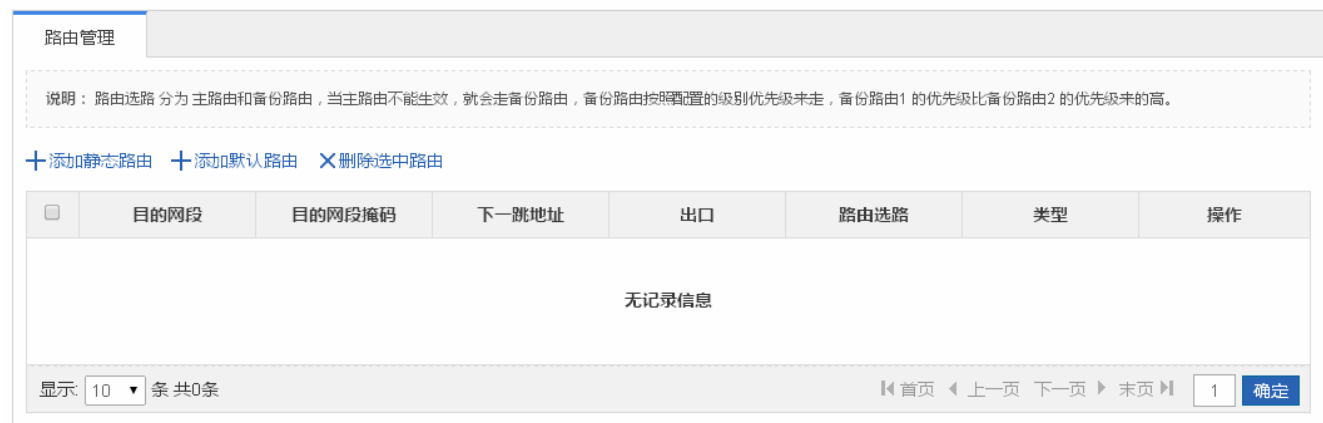 路由管理
说明： 路由选路 分为 主路由和备份路由，当主路由不能生效，就会走备份路由，备份路由按照配置的级别优先级来走，备份路由1 的优先级比备份路由2 的优先级来的高。
添加静态路由 添加默认路由 删除选中路由
目的网段 目的网段掩码 下一跳地址 出口 路由选路 类型 操作
无记录信息
显示: 10 条 共0条 首页 上一页 下一页 末页 1 确定